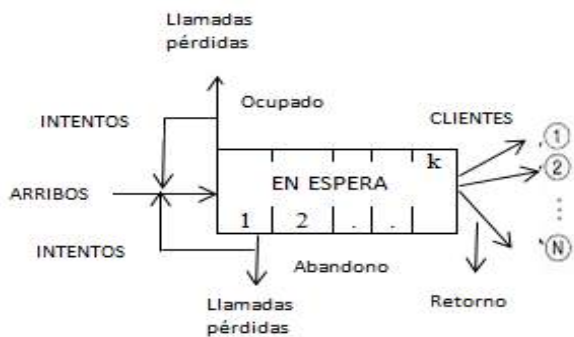 Llamadas
pérdidas
Ocupado
INTENTOS
CLIENTES
k
1
EN ESPERA
2
ARRIBOS
1 2 . .
⋮
INTENTOS
N
Abandono
Llamadas
pérdidas
Retorno